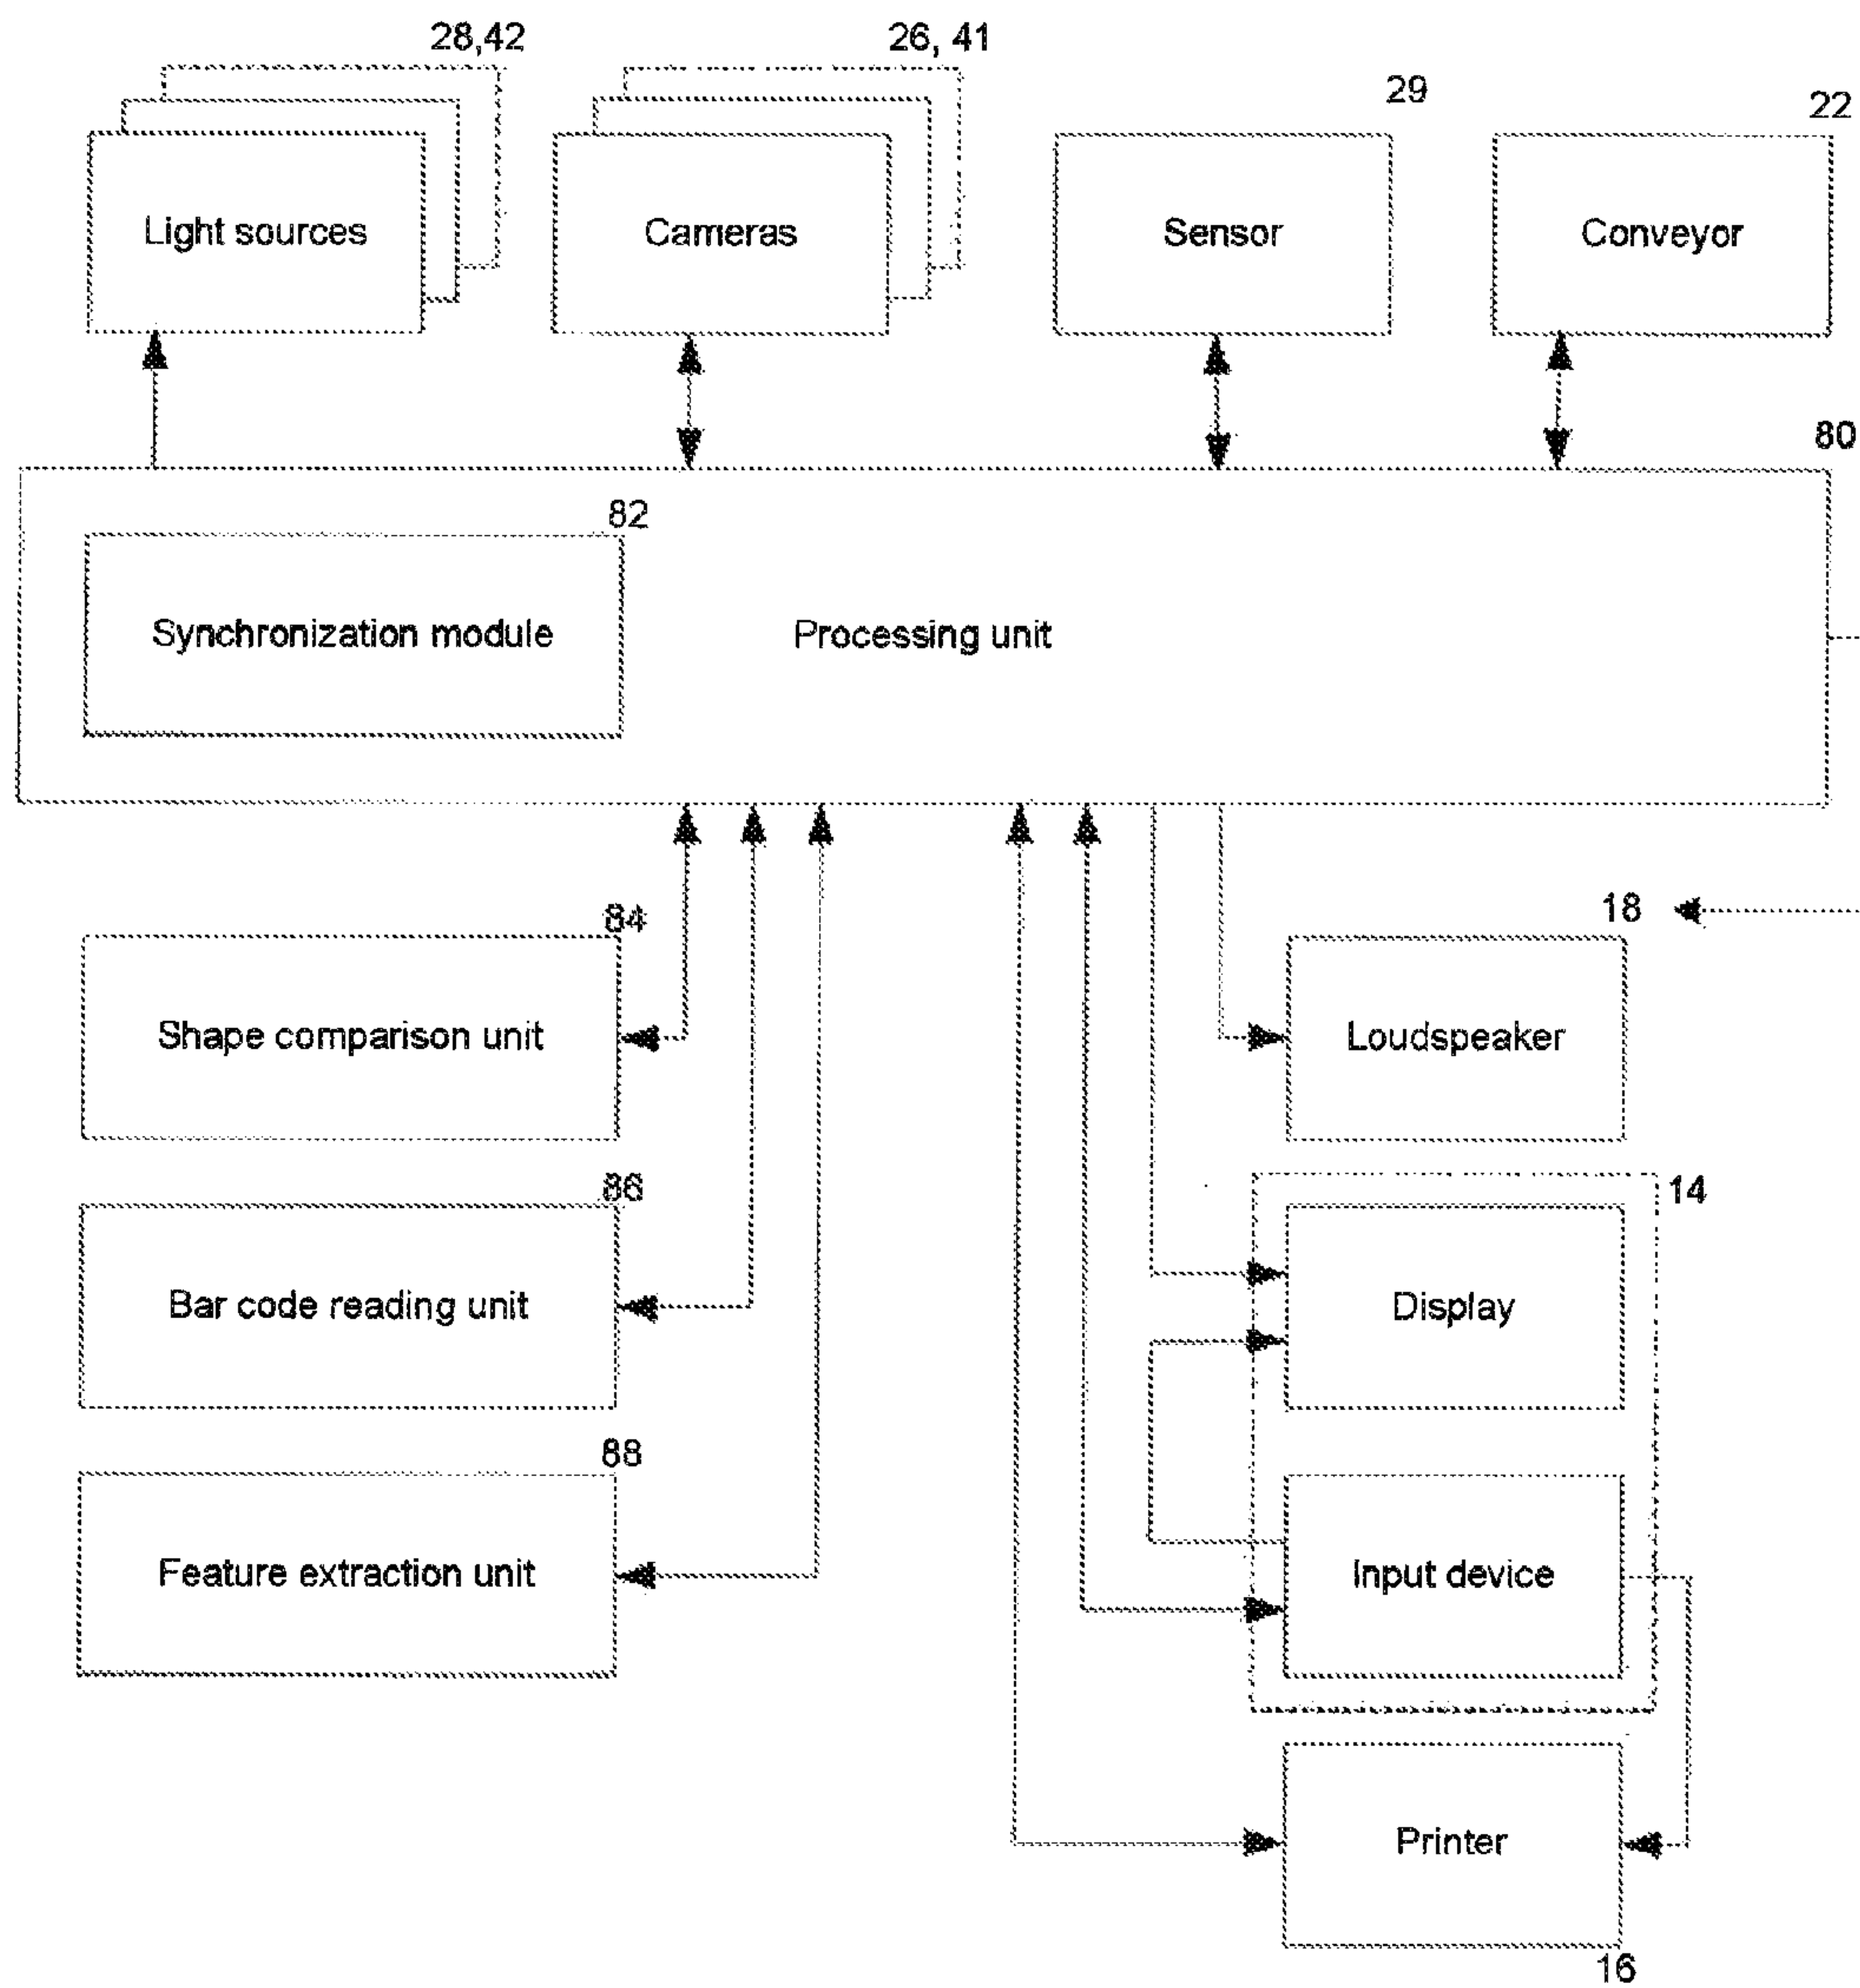 28,42
26, 41
29
22
Light sources
Cameras
Sensor
Conveyor
80
82
Synchronization module
Processing unit
84
18
Shape comparison unit
Loudspeaker
86
14
Bar code reading unit
Display
88
Feature extraction unit
Input device
Printer
16